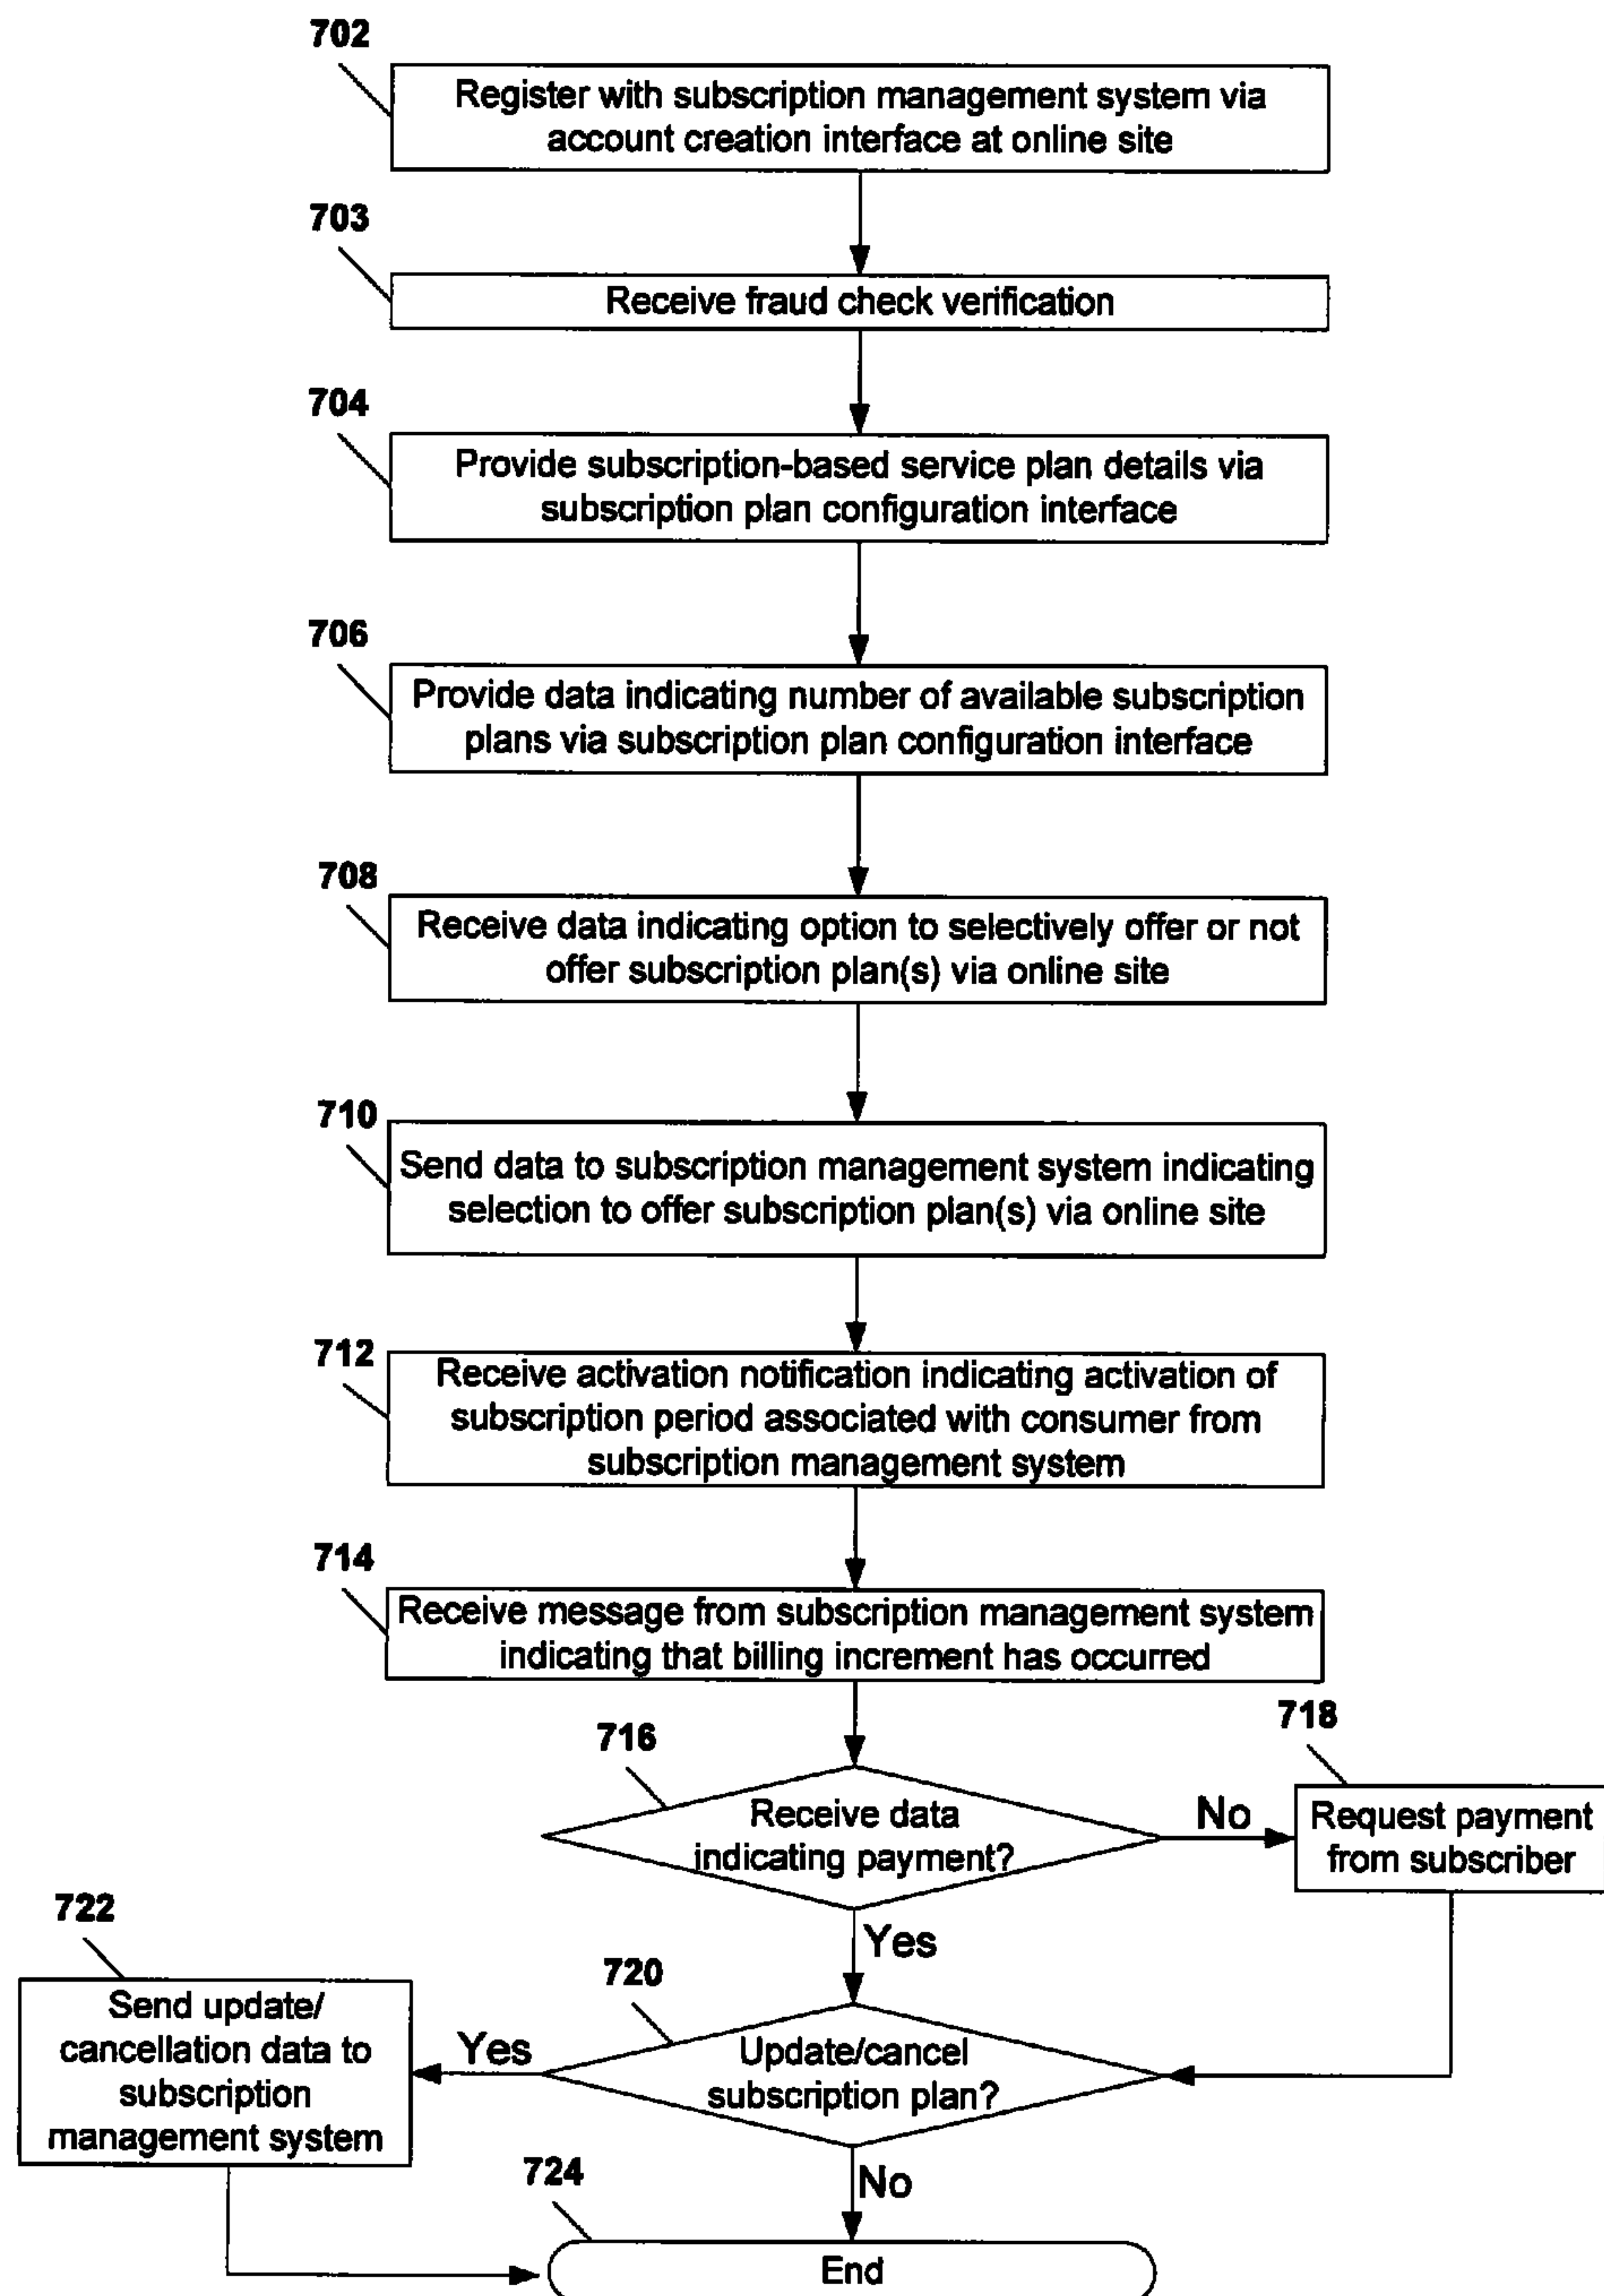 702
Register with subscription management system via
account creation interface at online site
703
Receive fraud check verification
704
Provide subscription-based service plan details via
subscription plan configuration interface
706
Provide data indicating number of available subscription
plans via subscription plan configuration interface
708
Receive data indicating option to selectively offer or not
offer subscription plan(s) via online site
710
Send data to subscription management system indicating
selection to offer subscription plan(s) via online site
712
Receive activation notification indicating activation of
subscription period associated with consumer from
subscription management system
714
Receive message from subscription management system
indicating that billing increment has occurred
716
Receive data
indicating payment?
No
718
Request payment
from subscriber
Yes
720
Update/cancel
subscription plan?
Yes
722
Send update/
cancellation data to
subscription
management system
No
724
End